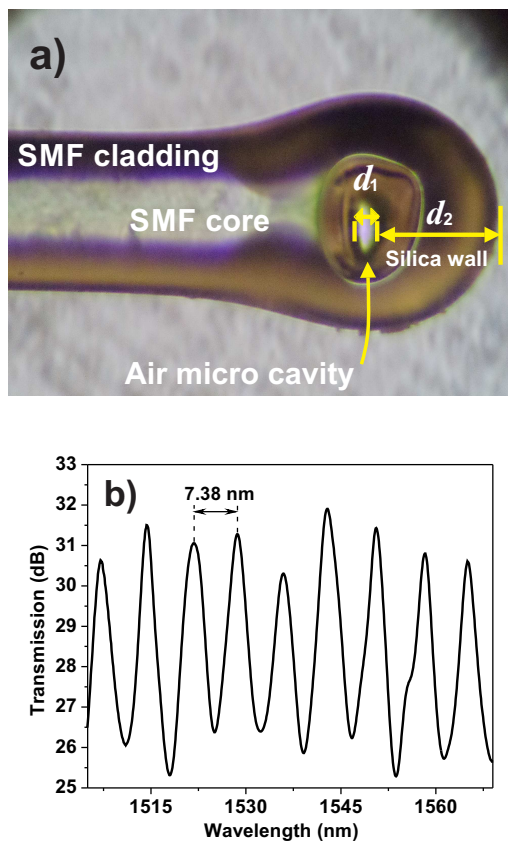 a)
SMF cladding
SMF core
d1
d2
Silica wall
Air micro cavity
b)
7.38 nm
33
32
31
30
29
28
27
26
25
Transmission (dB)
1515 1530 1545 1560
Wavelength (nm)